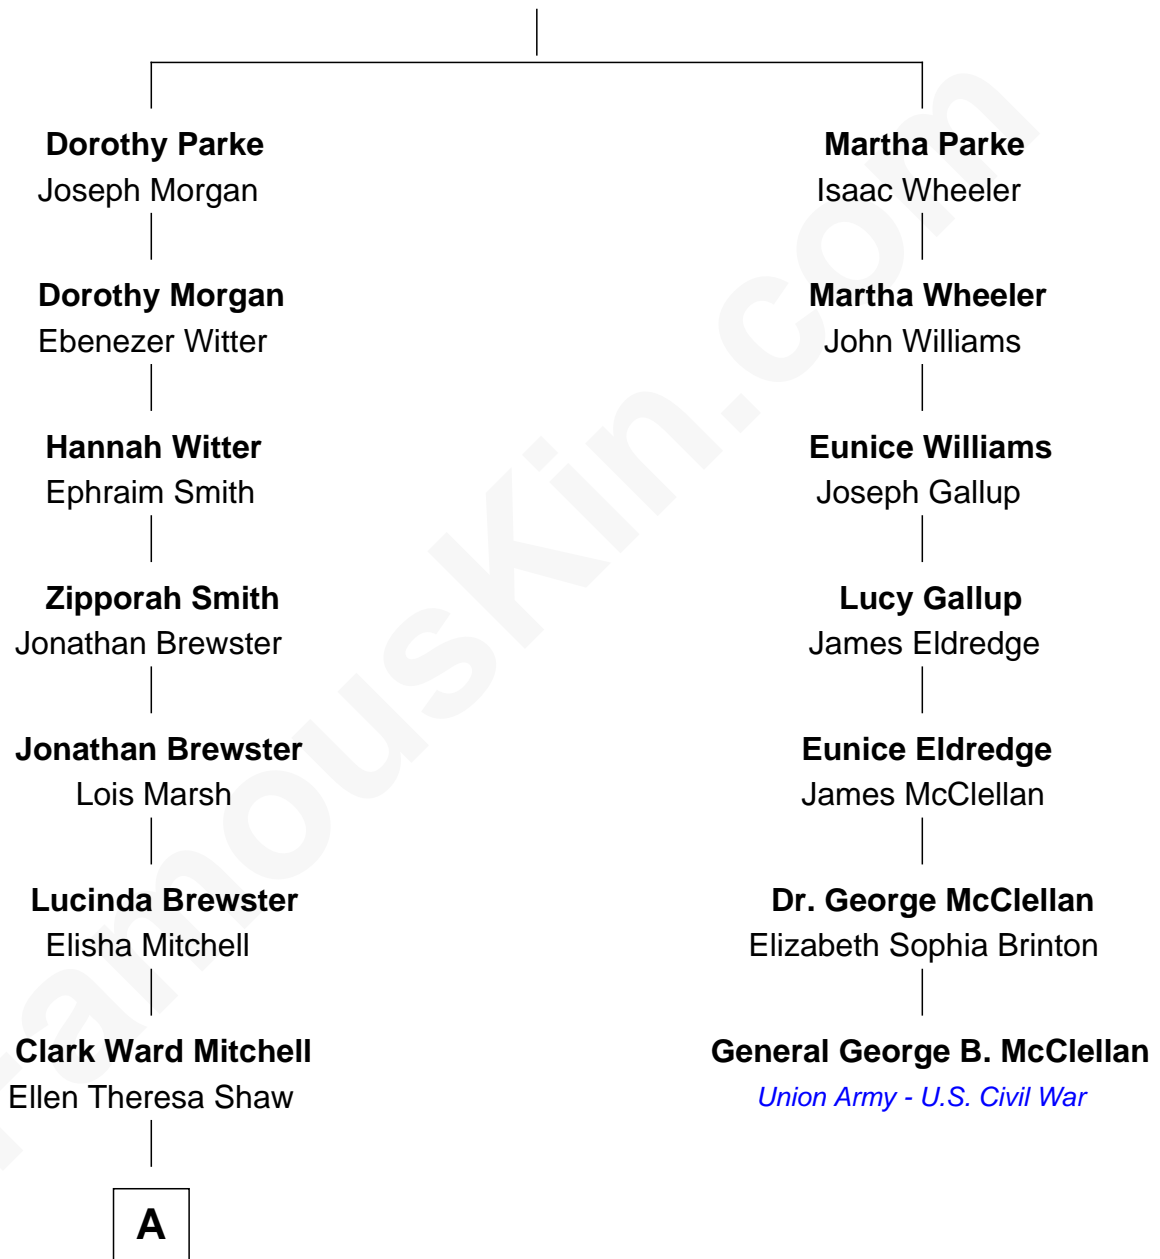 Dorothy Parke
Joseph Morgan
Dorothy Morgan
Ebenezer Witter
Hannah Witter
Ephraim Smith
Zipporah Smith
Jonathan Brewster
Jonathan Brewster
Lois Marsh
Lucinda Brewster
Elisha Mitchell
Clark Ward Mitchell
Ellen Theresa Shaw
A
Martha Parke
Isaac Wheeler
Martha Wheeler
John Williams
Eunice Williams
Joseph Gallup
Lucy Gallup
James Eldredge
Eunice Eldredge
James McClellan
Dr. George McClellan
Elizabeth Sophia Brinton
General George B. McClellan
Union Army - U.S. Civil War
FamousKin.com